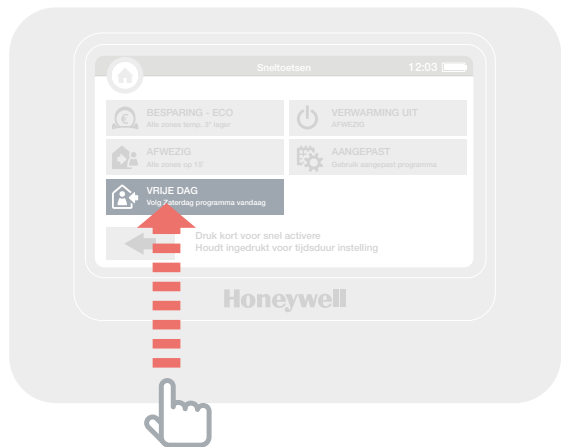 Sneltoetsen
12:03
BESPARING - ECO
Alle zones temp. 3° lager
VERWARMING UIT
AFWEZIG
AFWEZIG
Alle zones op 15°
AANGEPAST
Gebruik aangepast programma
VRIJE DAG
Volg Zaterdag programma vandaag
Druk kort voor snel activere
Houdt ingedrukt voor tijdsduur instelling
Honeywell